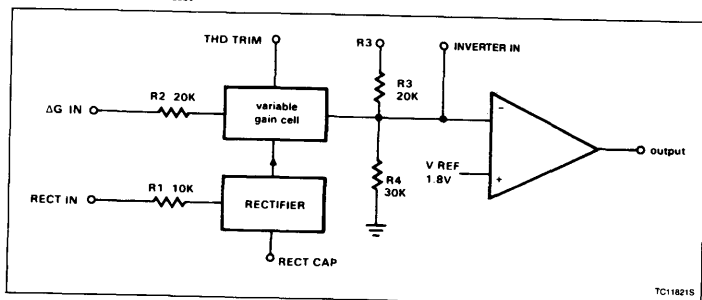 THD TRIM
R3
INVERTER IN
R3
20K
ΔG IN
R2 20K
variable
gain cell
−
output
V REF
1.8V
+
R4
30K
RECT IN
R1 10K
RECTIFIER
RECT CAP
TC11821S